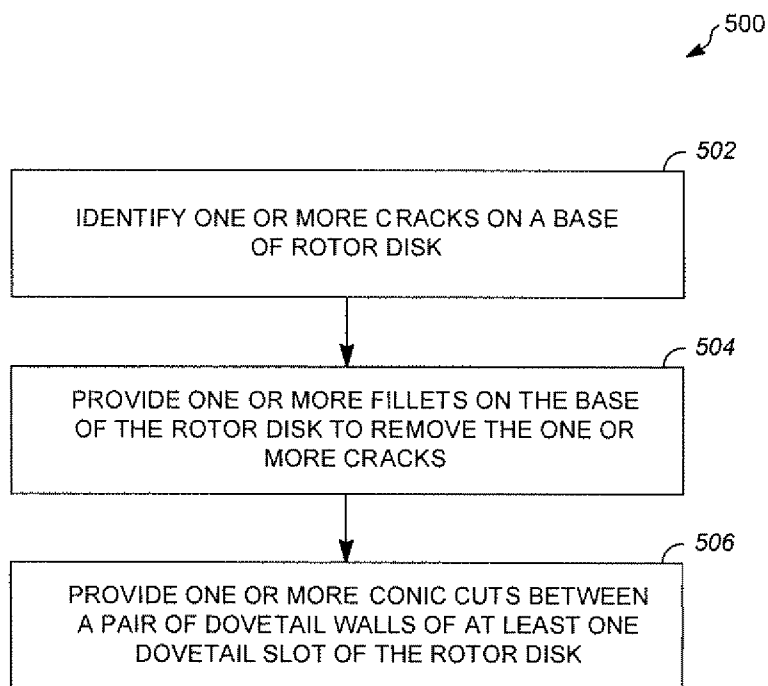 500
502
IDENTIFY ONE OR MORE CRACKS ON A BASE
OF ROTOR DISK
504
PROVIDE ONE OR MORE FILLETS ON THE BASE
OF THE ROTOR DISK TO REMOVE THE ONE OR
MORE CRACKS
506
PROVIDE ONE OR MORE CONIC CUTS BETWEEN
A PAIR OF DOVETAIL WALLS OF AT LEAST ONE
DOVETAIL SLOT OF THE ROTOR DISK